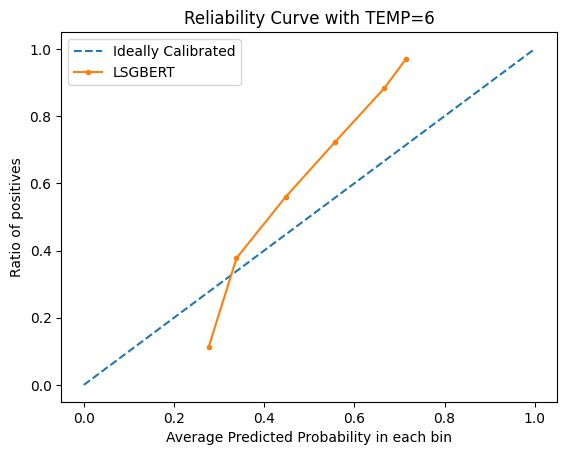 Reliability Curve with TEMP=6
Ideally Calibrated
LSGBERT
Ratio of positives
1.0
0.8
0.6
0.4
0.2
0.0
0.0 0.2 0.4 0.6 0.8 1.0
Average Predicted Probability in each bin